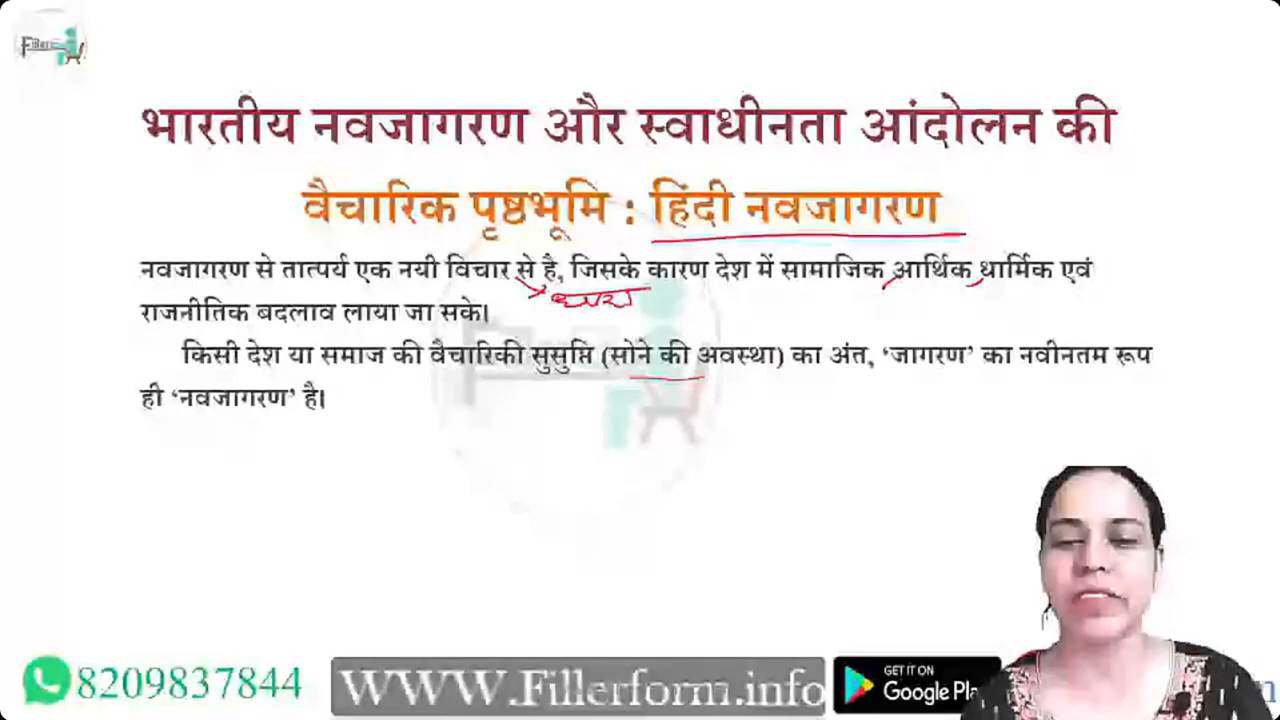 Filler
भारतीय नवजागरण और स्वाधीनता आंदोलन की
वैचारिक पृष्ठभूमि : हिंदी नवजागरण
नवजागरण से तात्पर्य एक नयी विचार से है, जिसके कारण देश में सामाजिक आर्थिक धार्मिक एवं
धारा
राजनीतिक बदलाव लाया जा सके।
किसी देश या समाज की वैचारिकी सुसुप्ति (सोने की अवस्था) का अंत, ‘जागरण’ का नवीनतम रूप
ही ‘नवजागरण’ है।
8209837844 WWW.Fillerform.info GET IT ON
Google Pla